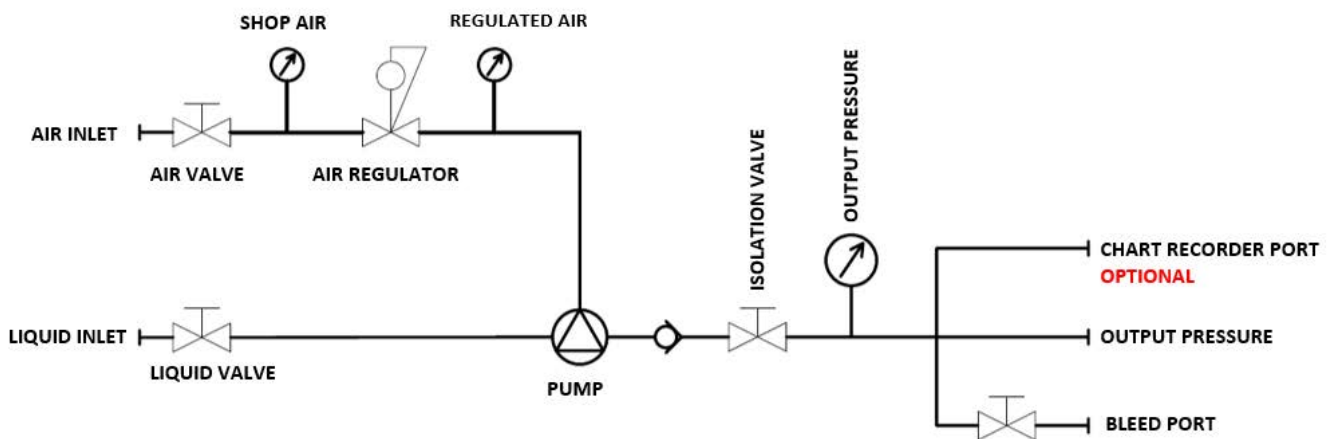 SHOP AIR
REGULATED AIR
AIR INLET
AIR VALVE
AIR REGULATOR
ISOLATION VALVE
OUTPUT PRESSURE
CHART RECORDER PORT
OPTIONAL
LIQUID INLET
OUTPUT PRESSURE
LIQUID VALVE
PUMP
BLEED PORT